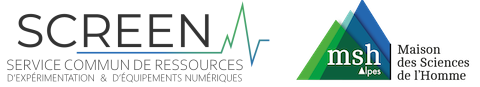 SCREEN
SERVICE COMMUN DE RESSOURCES
D'EXPÉRIMENTATION & D'ÉQUIPEMENTS NUMÉRIQUES
msh
Alpes
Maison
des Sciences
de l'Homme